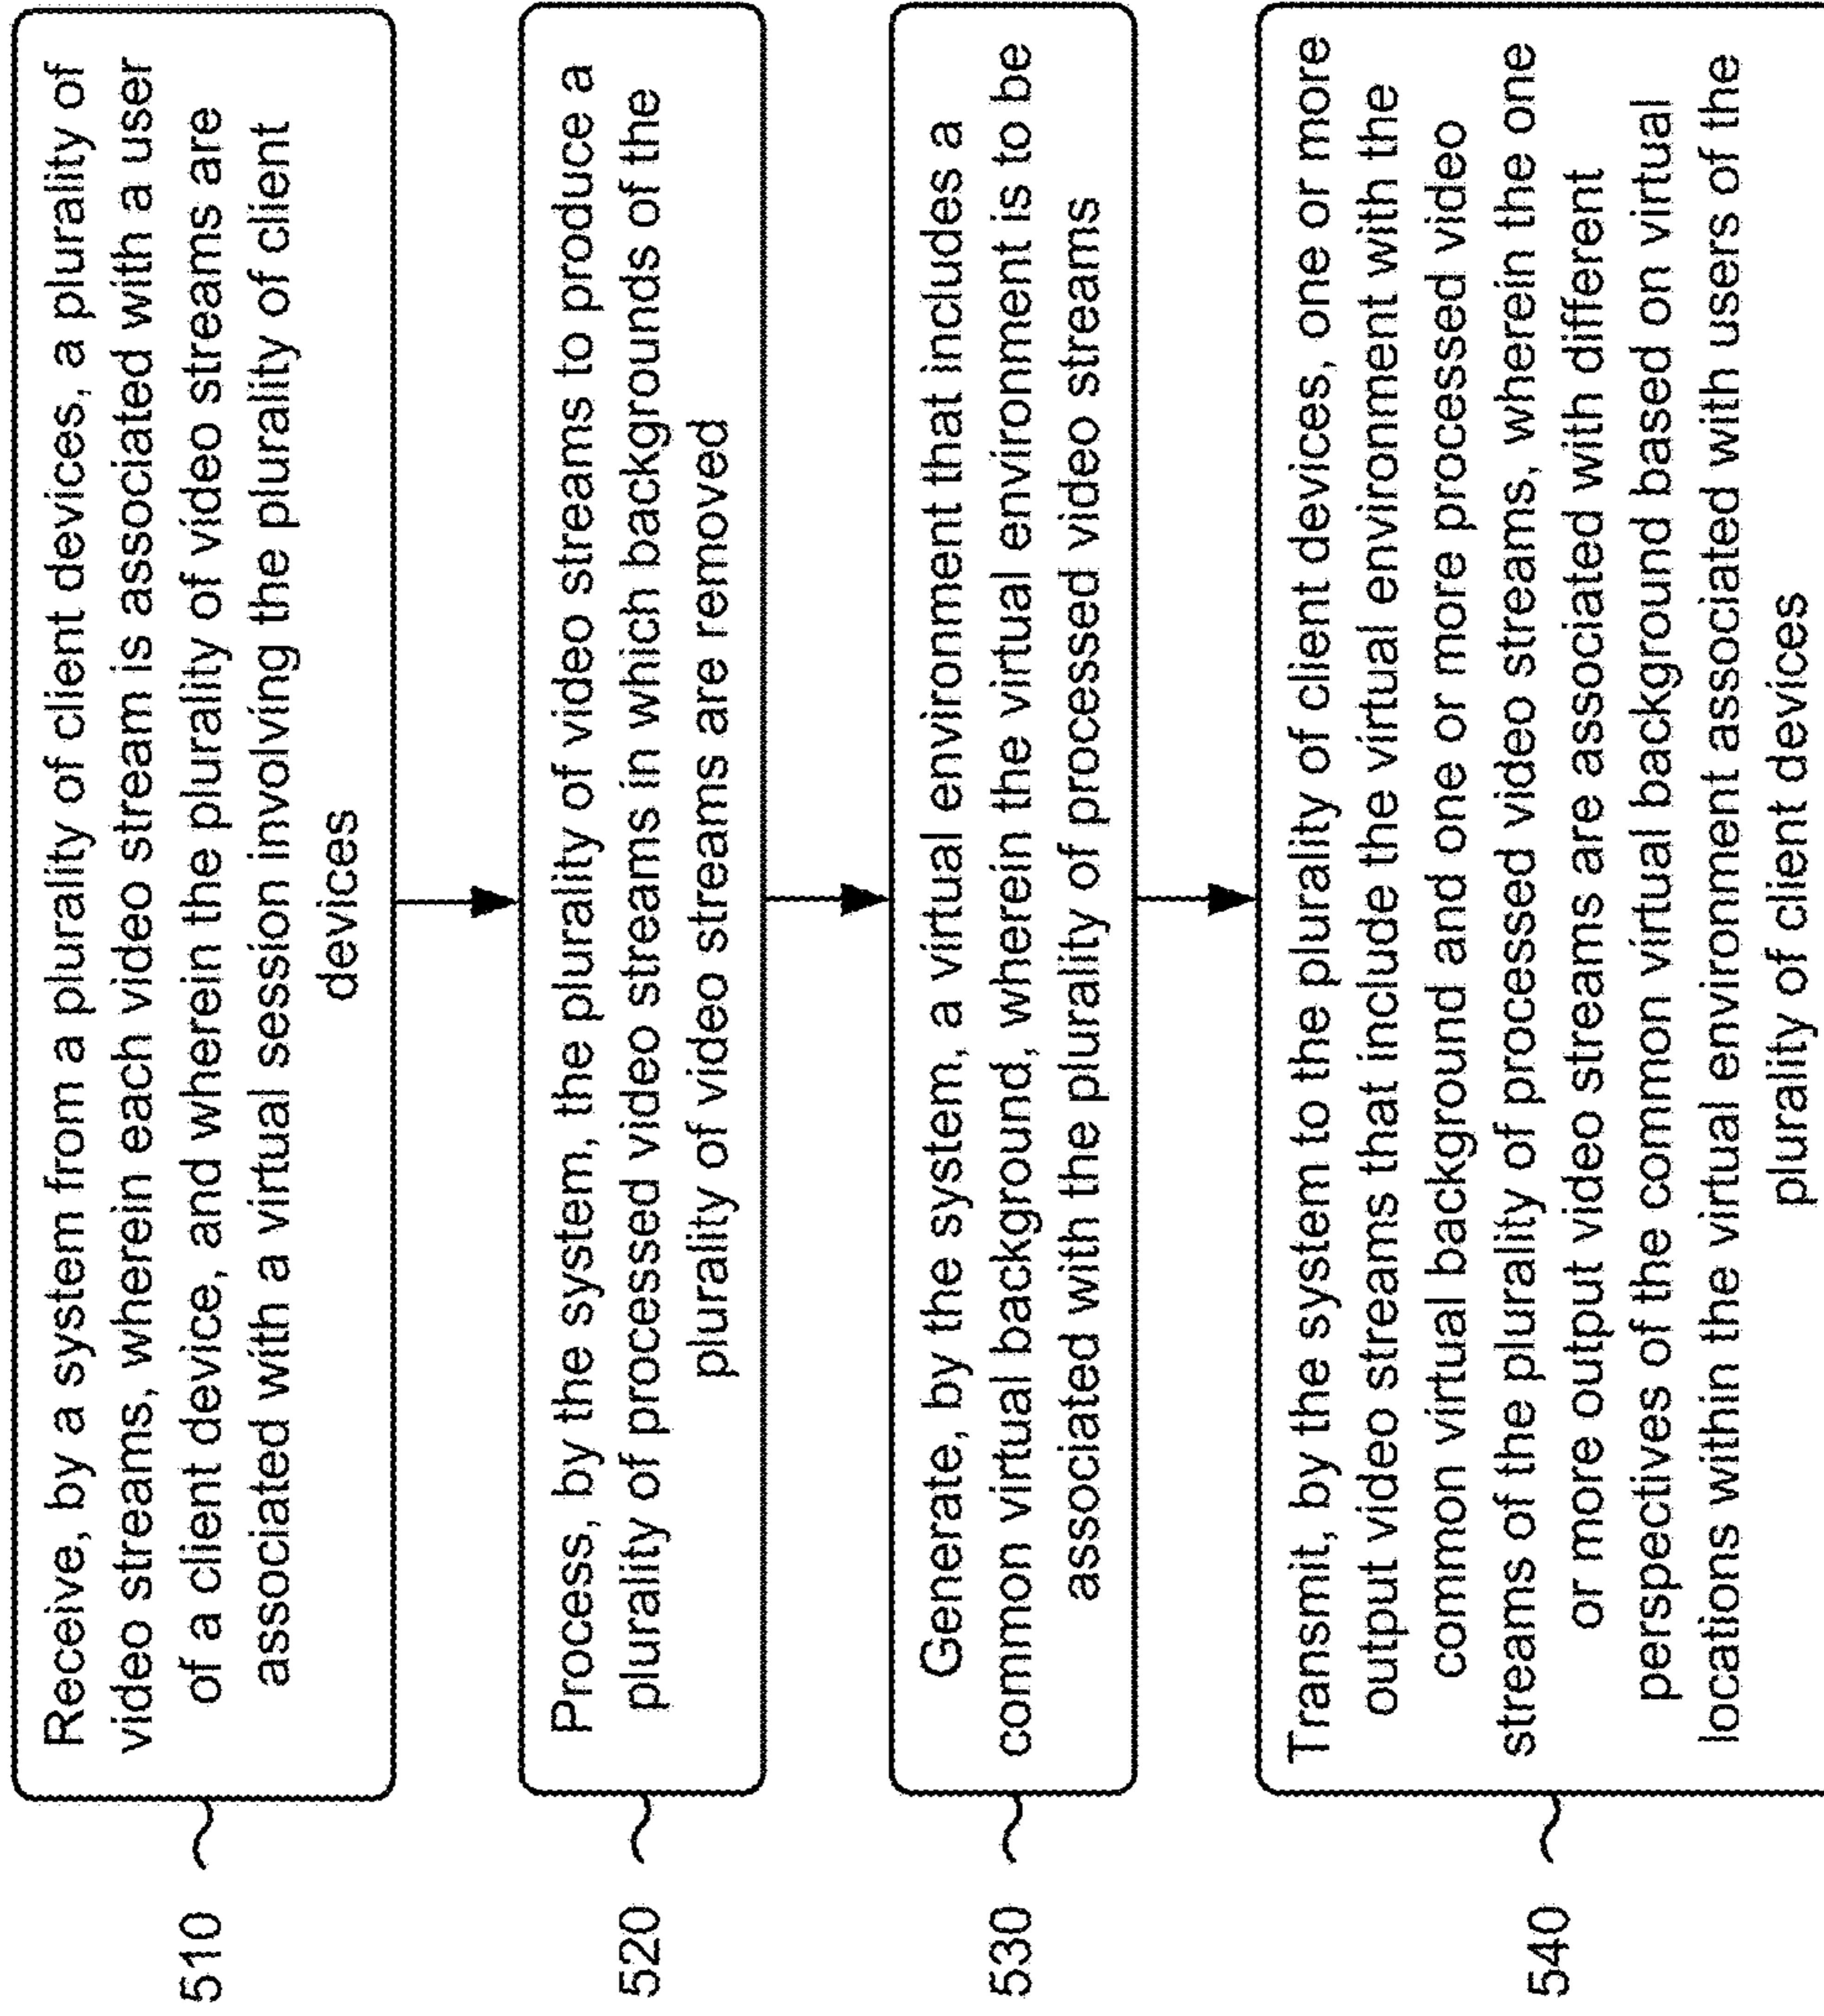 510
Receive, by a system from a plurality of client devices, a plurality of
video streams, wherein each video stream is associated with a user
of a client device, and wherein the plurality of video streams are
associated with a virtual session involving the plurality of client
devices
520
Process, by the system, the plurality of video streams to produce a
plurality of processed video streams in which backgrounds of the
plurality of video streams are removed
530
Generate, by the system, a virtual environment that includes a
common virtual background, wherein the virtual environment is to be
associated with the plurality of processed video streams
540
Transmit, by the system to the plurality of client devices, one or more
output video streams that include the virtual environment with the
common virtual background and one or more processed video
streams of the plurality of processed video streams, wherein the one
or more output video streams are associated with different
perspectives of the common virtual background based on virtual
locations within the virtual environment associated with users of the
plurality of client devices